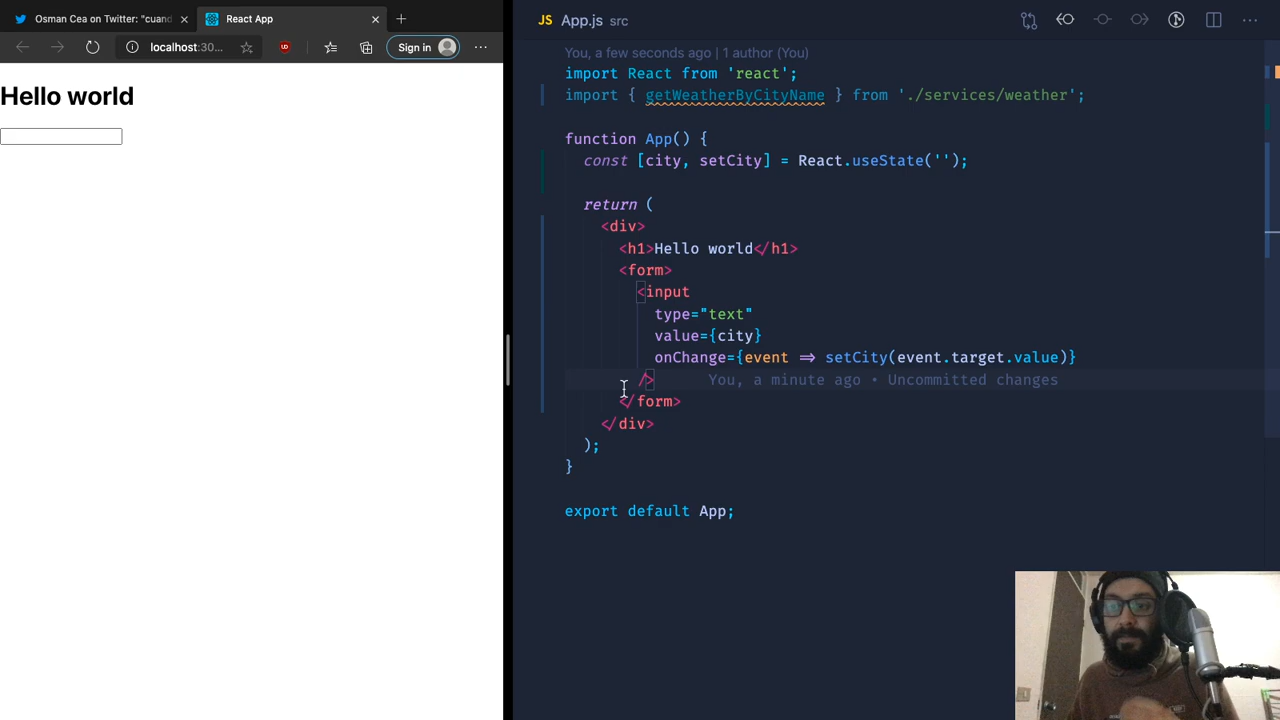 Osman Cea on Twitter: "cuand
React App
localhost:30...
Sign in
Hello world
JS App.js src
You, a few seconds ago | 1 author (You)
import React from 'react';
import { getWeatherByCityName } from './services/weather';
function App() {
const [city, setCity] = React.useState('');
return (
<div>
<h1>Hello world</h1>
<form>
<input
type="text"
value={city}
onChange={event => setCity(event.target.value)}
/> You, a minute ago • Uncommitted changes
</form>
</div>
);
}
export default App;